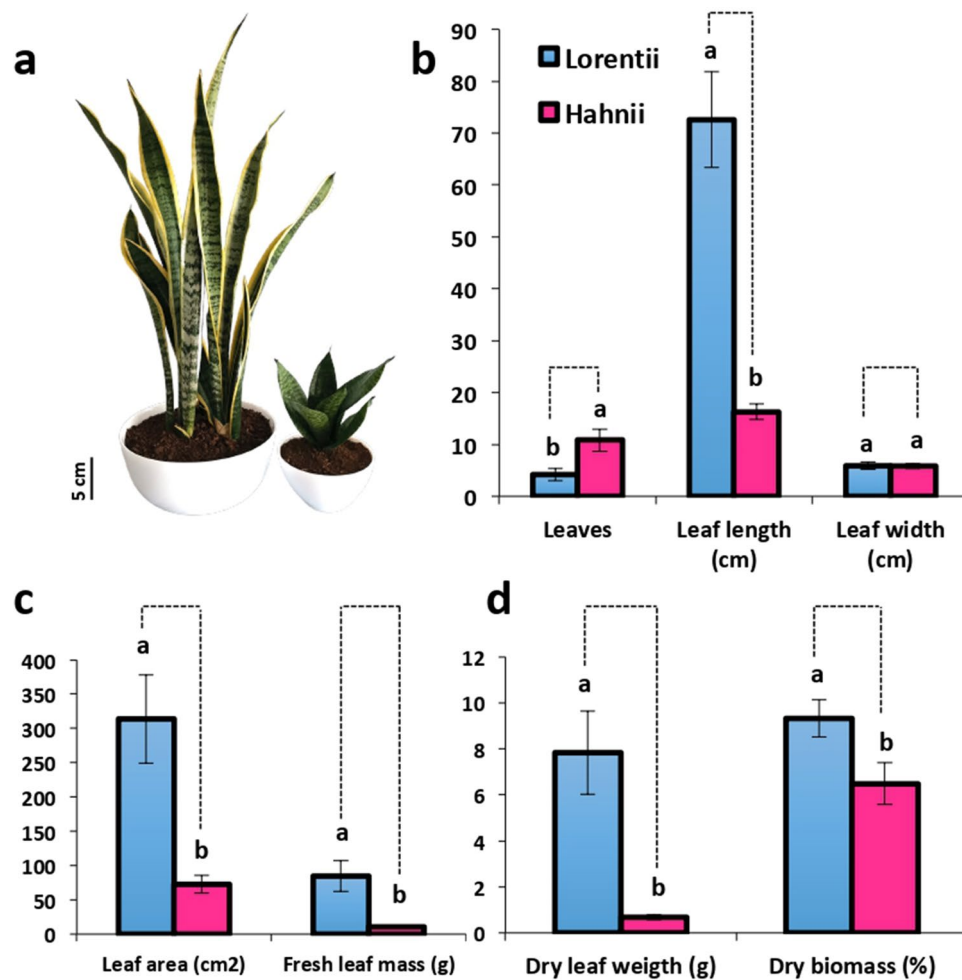 a
5 cm
b
Lorentii
Hahnii
90
80
70
60
50
40
30
20
10
0
b
a
a
b
a
a
Leaves
Leaf length
(cm)
Leaf width
(cm)
c
400
350
300
250
200
150
100
50
0
a
b
a
b
Leaf area (cm2)
Fresh leaf mass (g)
d
12
10
8
6
4
2
0
a
b
a
b
Dry leaf weigth (g)
Dry biomass (%)